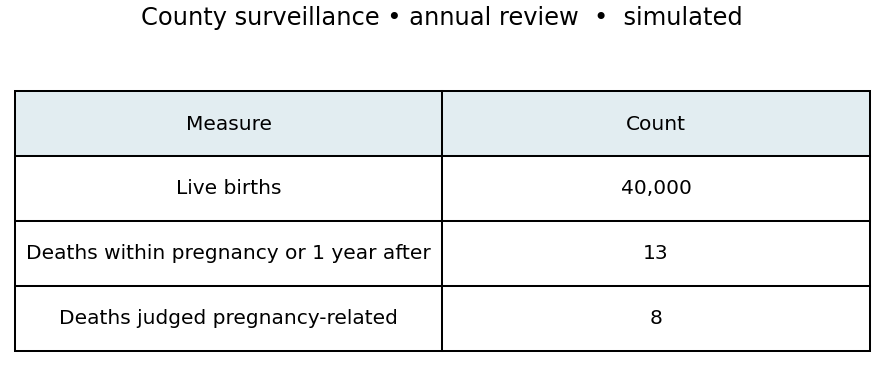 County surveillance • annual review • simulated
Measure Count
Live births 40,000
Deaths within pregnancy or 1 year after 13
Deaths judged pregnancy-related 8